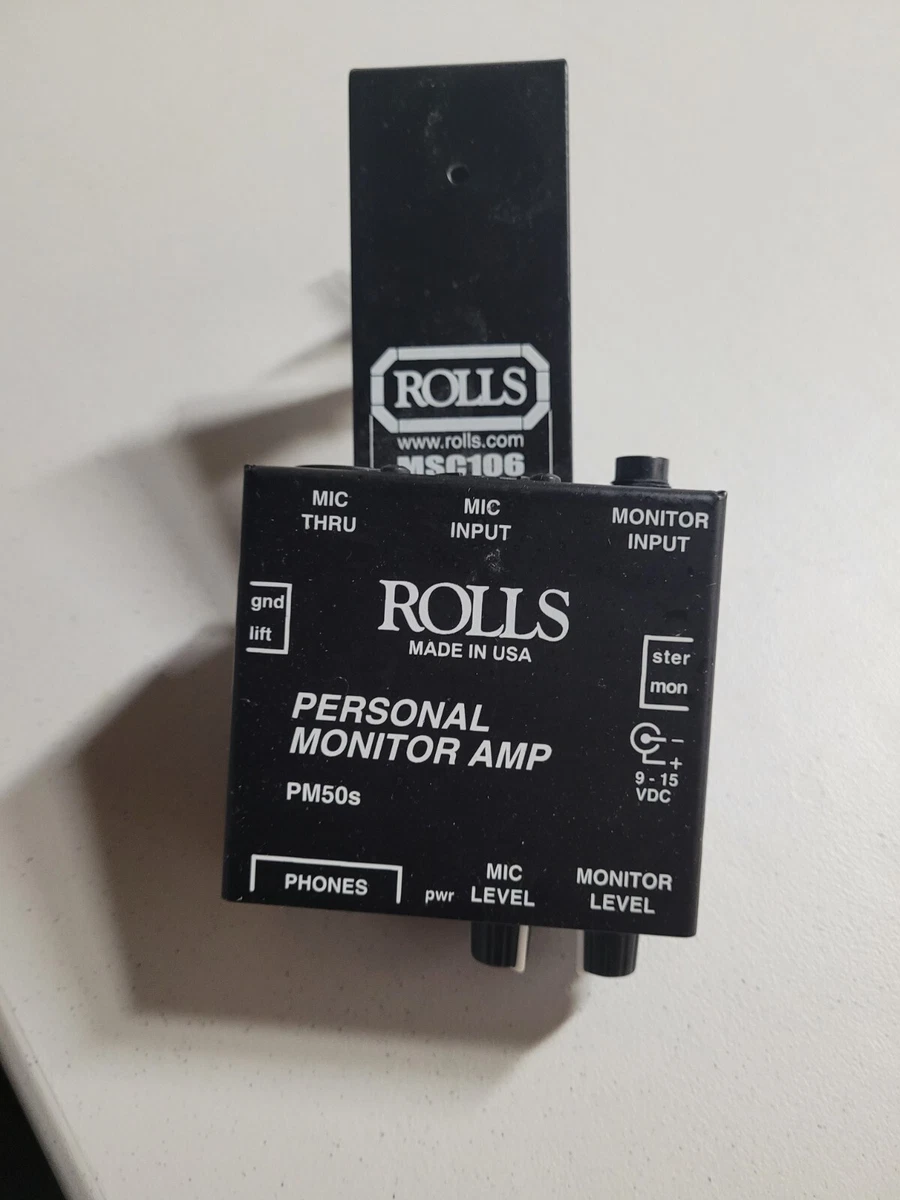 ROLLS
www.rolls.com
MSC106
MIC
THRU
MIC
INPUT
MONITOR
INPUT
gnd
lift
ROLLS
MADE IN USA
ster
mon
PERSONAL
MONITOR AMP
- 
+
9 - 15
VDC
PM50s
PHONES
pwr
MIC
LEVEL
MONITOR
LEVEL